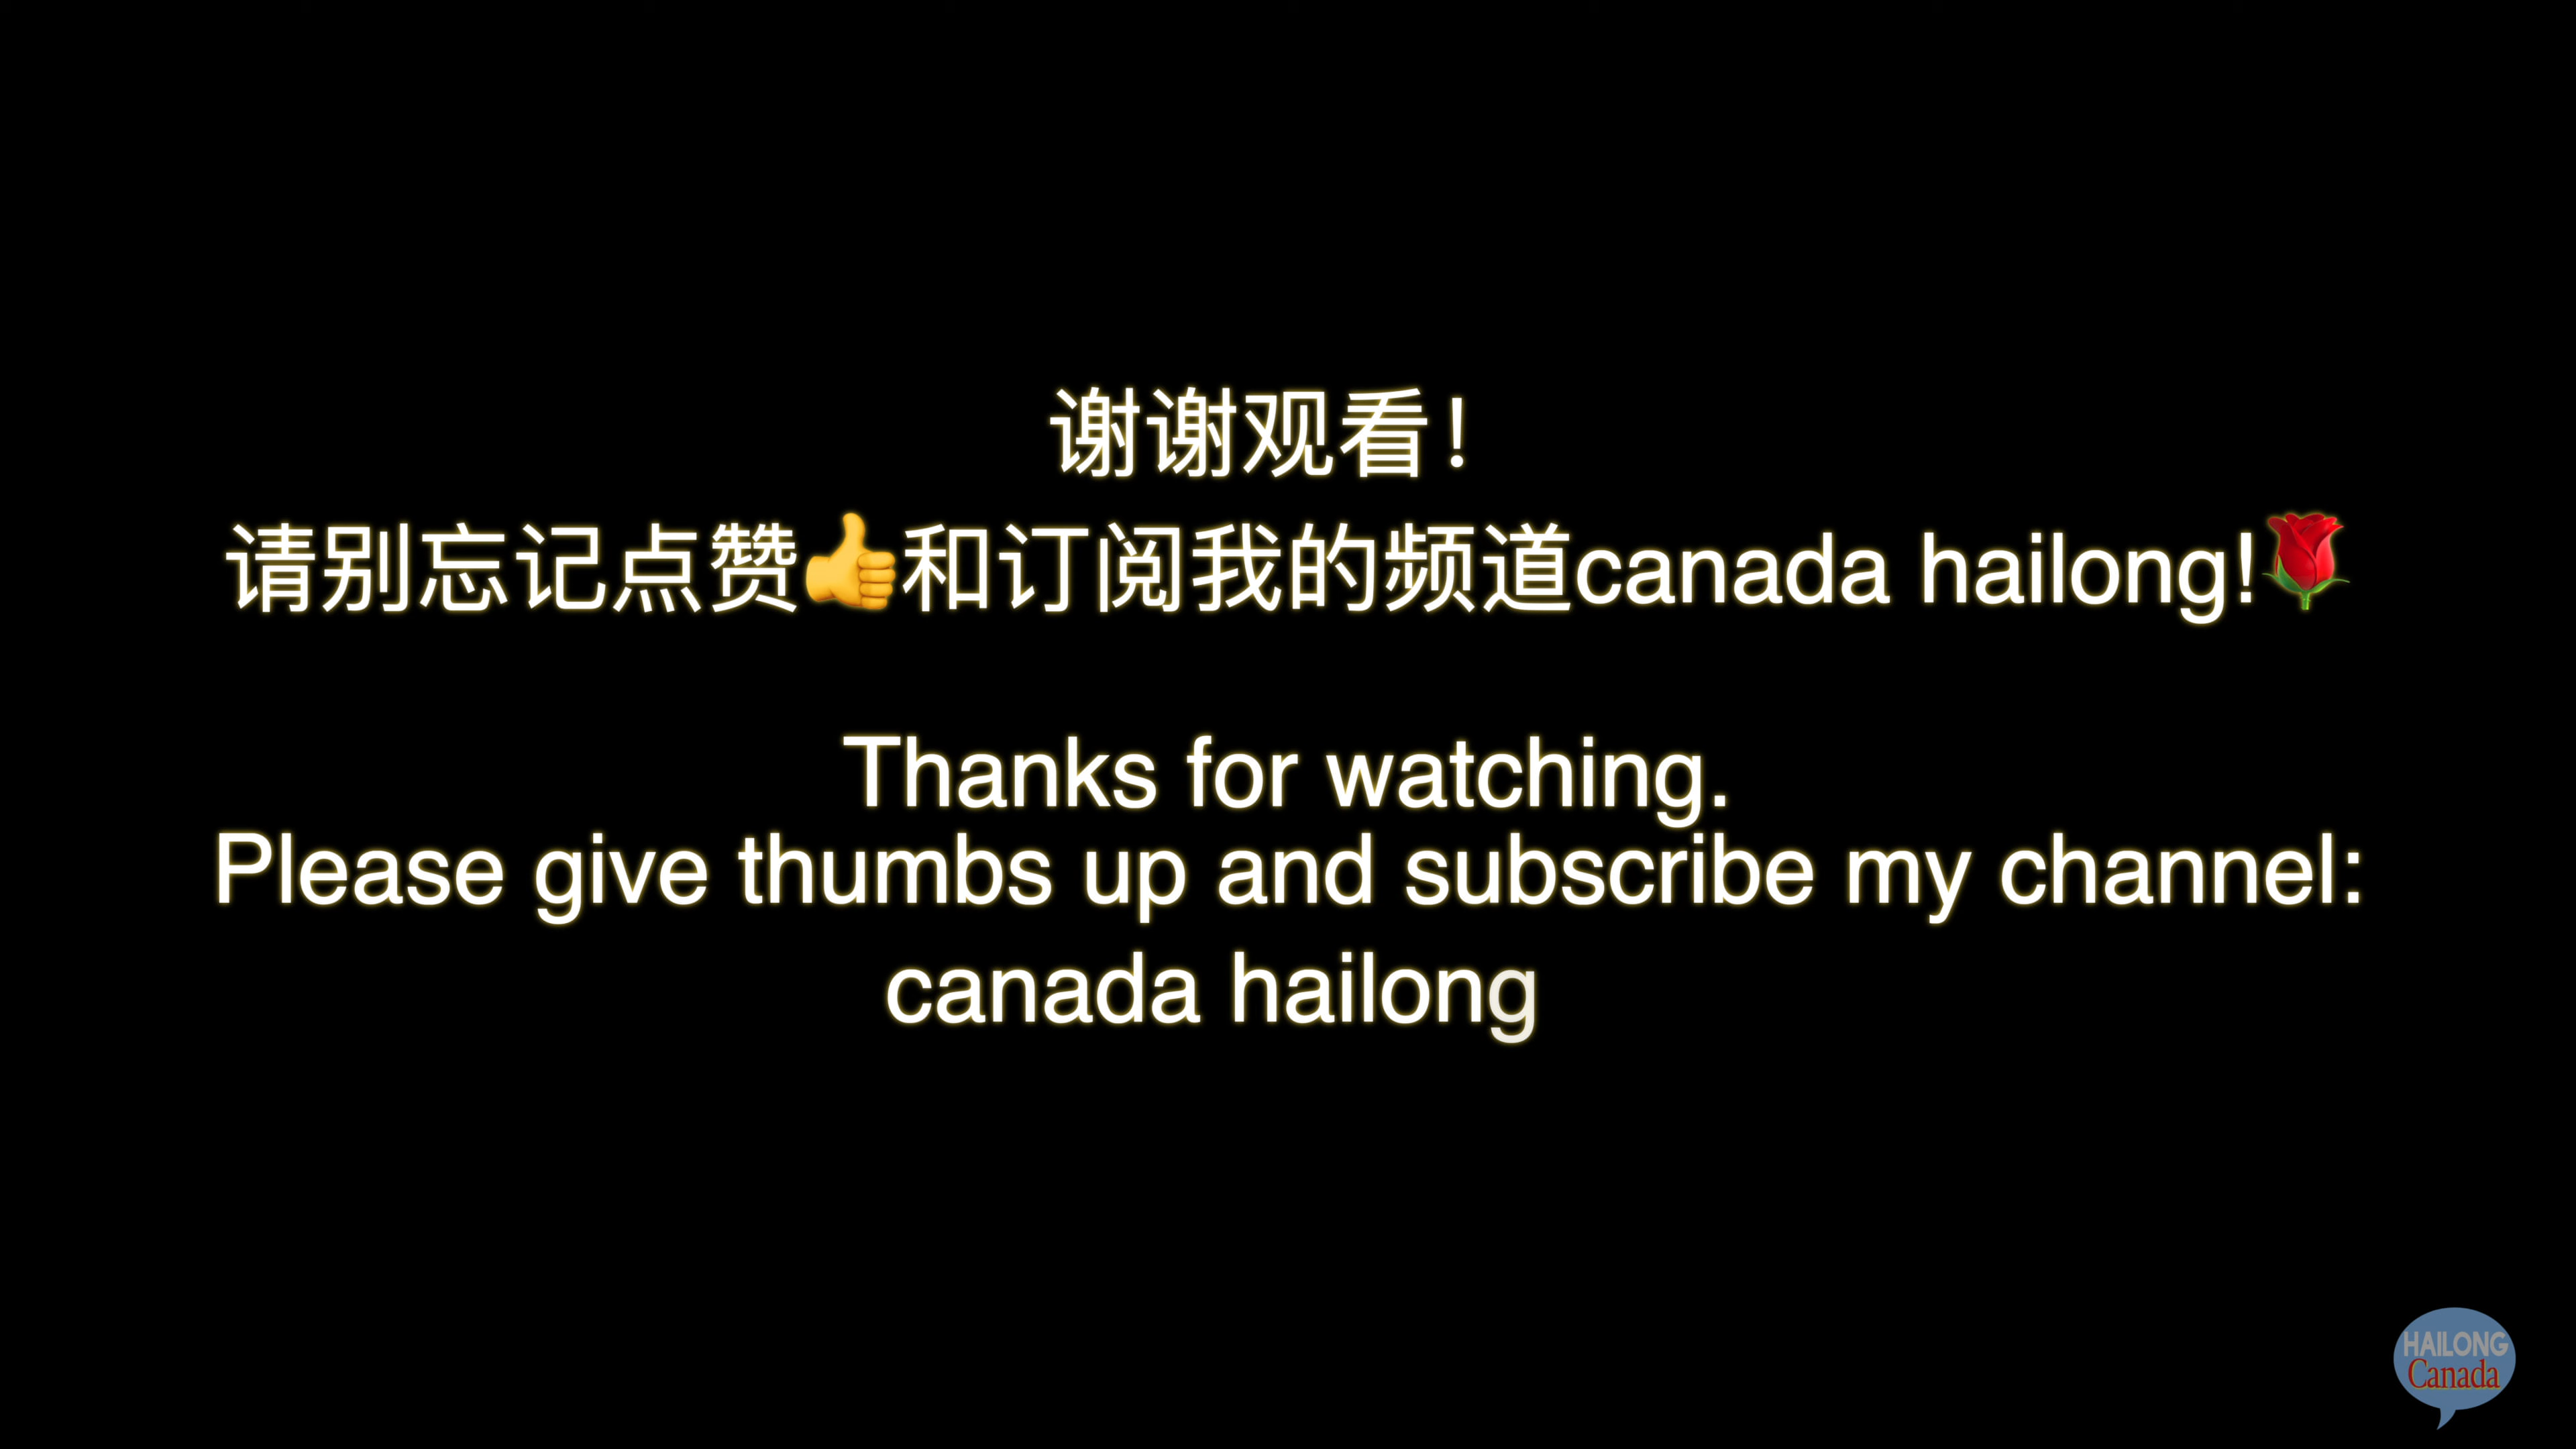 谢谢观看！
请别忘记点赞👍和订阅我的频道canada hailong!🌹
Thanks for watching.
Please give thumbs up and subscribe my channel:
canada hailong
HAILONG
Canada